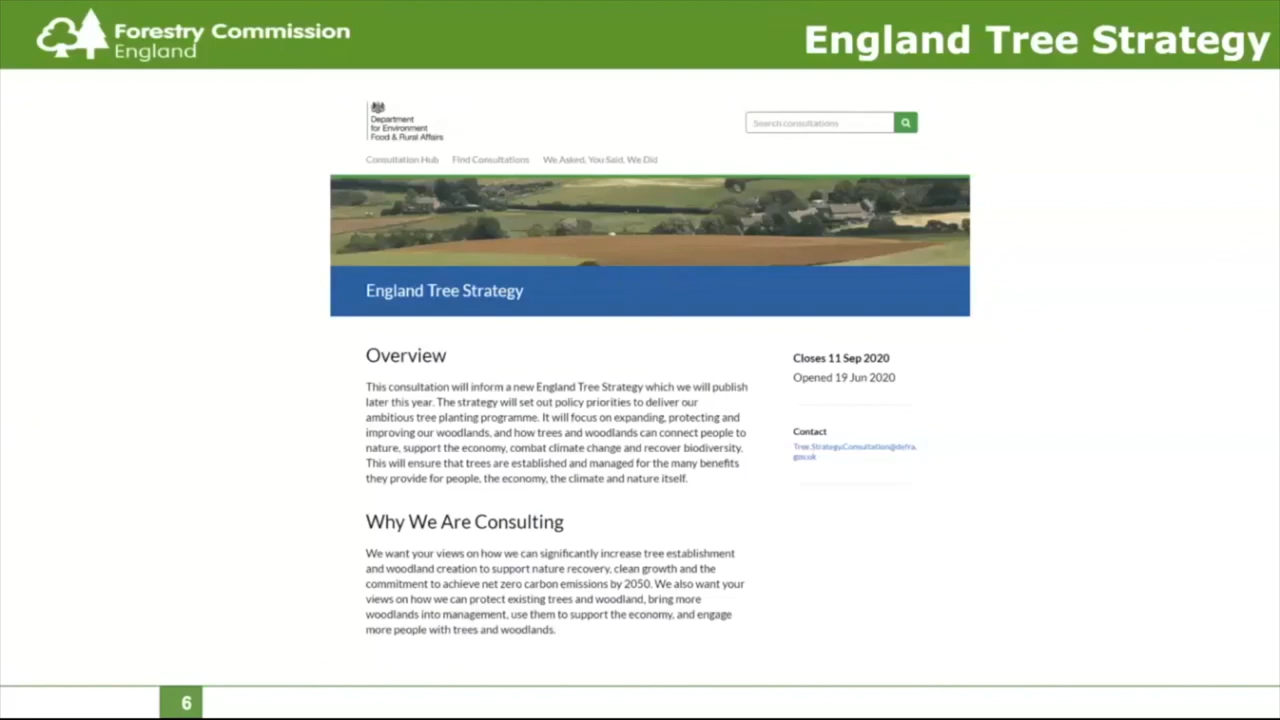 Forestry Commission
England
England Tree Strategy
Department
for Environment
Food & Rural Affairs
Search consultations
Consultation Hub Find Consultations We Asked, You Said, We Did
England Tree Strategy
Overview
This consultation will inform a new England Tree Strategy which we will publish
later this year. The strategy will set out policy priorities to deliver our
ambitious tree planting programme. It will focus on expanding, protecting and
improving our woodlands, and how trees and woodlands can connect people to
nature, support the economy, combat climate change and recover biodiversity.
This will ensure that trees are established and managed for the many benefits
they provide for people, the economy, the climate and nature itself.
Closes 11 Sep 2020
Opened 19 Jun 2020
Contact
Tree.Strategy.Consultation@defra.
gov.uk
Why We Are Consulting
We want your views on how we can significantly increase tree establishment
and woodland creation to support nature recovery, clean growth and the
commitment to achieve net zero carbon emissions by 2050. We also want your
views on how we can protect existing trees and woodland, bring more
woodlands into management, use them to support the economy, and engage
more people with trees and woodlands.
6